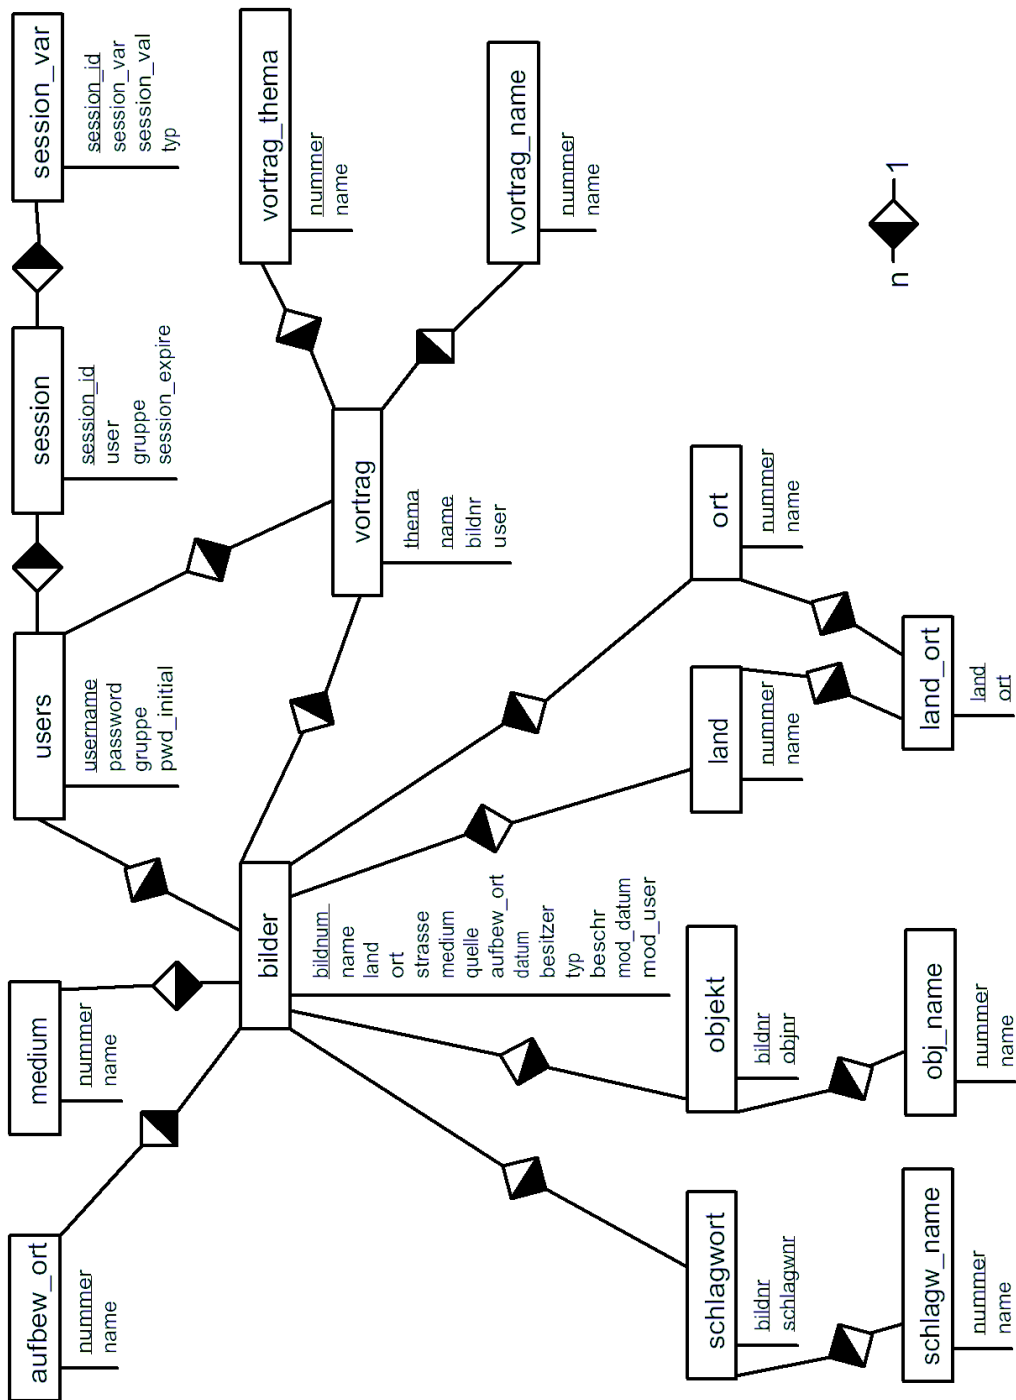 aufbew_ort
nummer
name
medium
nummer
name
users
username
password
gruppe
pwd_initial
session
session_id
user
gruppe
session_expire
session_var
session_id
session_var
session_val
typ
bilder
bildnum
name
land
ort
strasse
medium
quelle
aufbew_ort
datum
besitzer
typ
beschr
mod_datum
mod_user
vortrag
thema
name
bildnr
user
vortrag_thema
nummer
name
vortrag_name
nummer
name
schlagwort
bildnr
schlagwnr
objekt
bildnr
objnr
land
nummer
name
ort
nummer
name
schlagw_name
nummer
name
obj_name
nummer
name
land_ort
land
ort
n 1